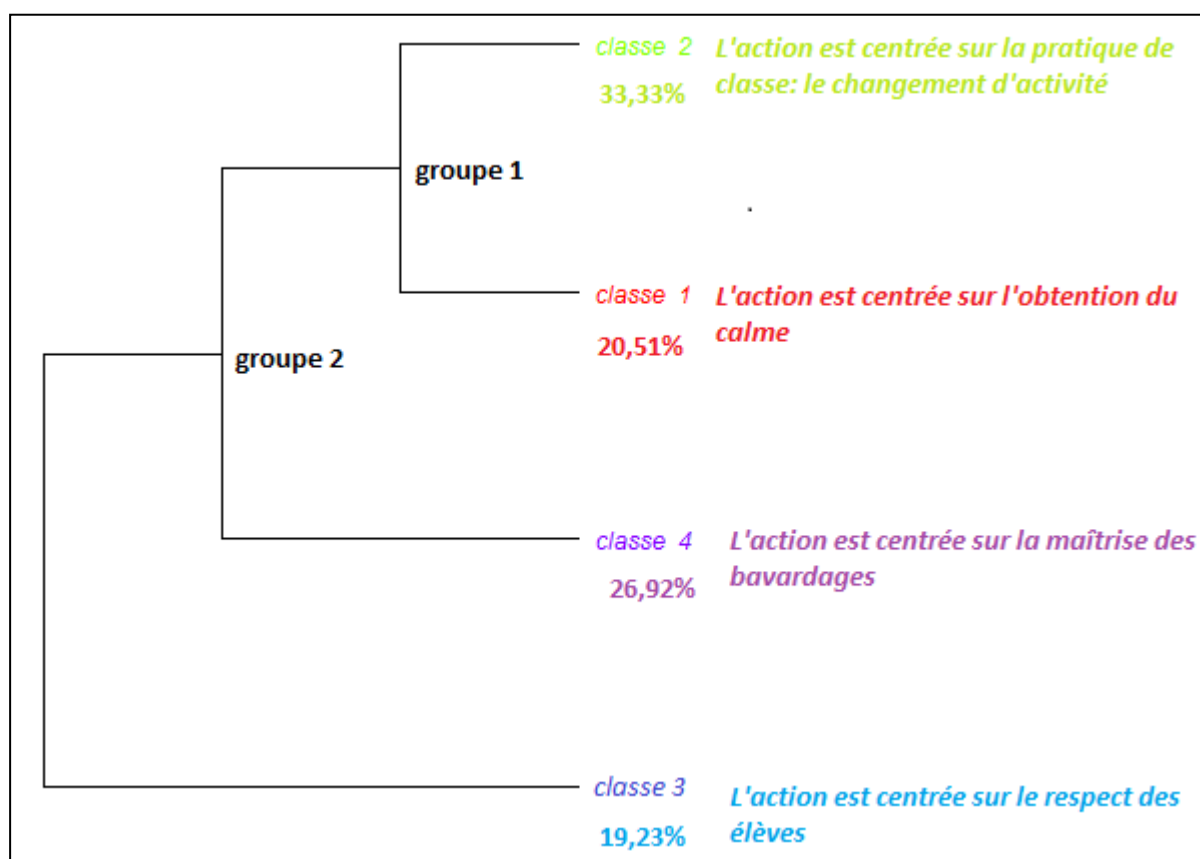 classe 2 L'action est centrée sur la pratique de
classe: le changement d'activité
33,33%
groupe 1
classe 1 L'action est centrée sur l'obtention du
calme
20,51%
groupe 2
classe 4 L'action est centrée sur la maîtrise des
bavardages
26,92%
classe 3 L'action est centrée sur le respect des
élèves
19,23%